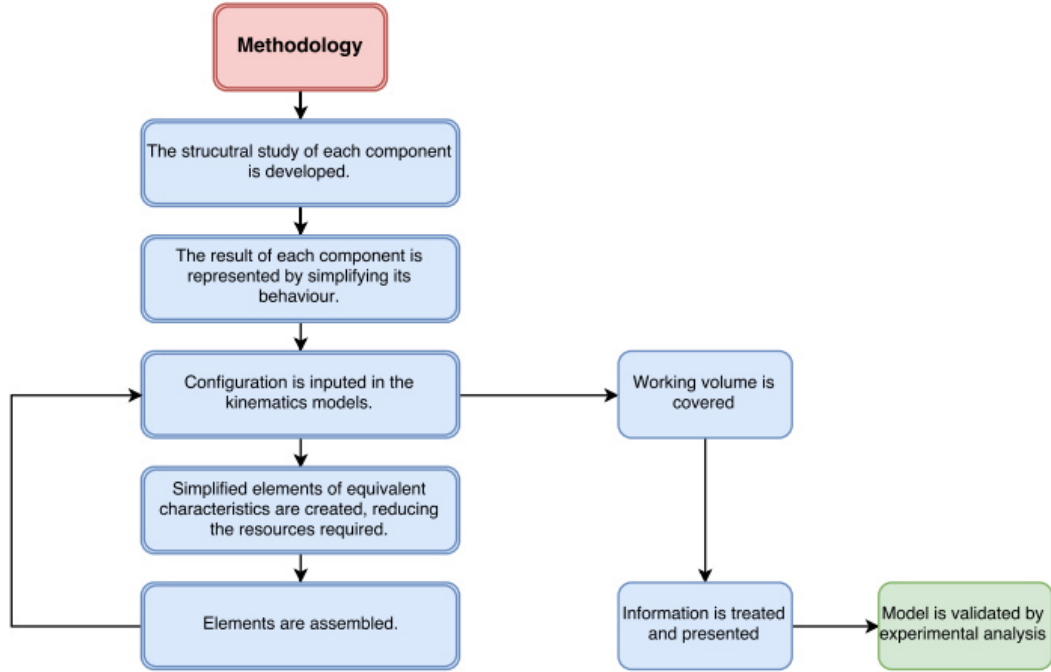 Methodology
The strucutral study of each component
is developed.
The result of each component is
represented by simplifying its
behaviour.
Configuration is inputed in the
kinematics models.
Working volume is
covered
Simplified elements of equivalent
characteristics are created, reducing
the resources required.
Elements are assembled.
Information is treated
and presented
Model is validated by
experimental analysis